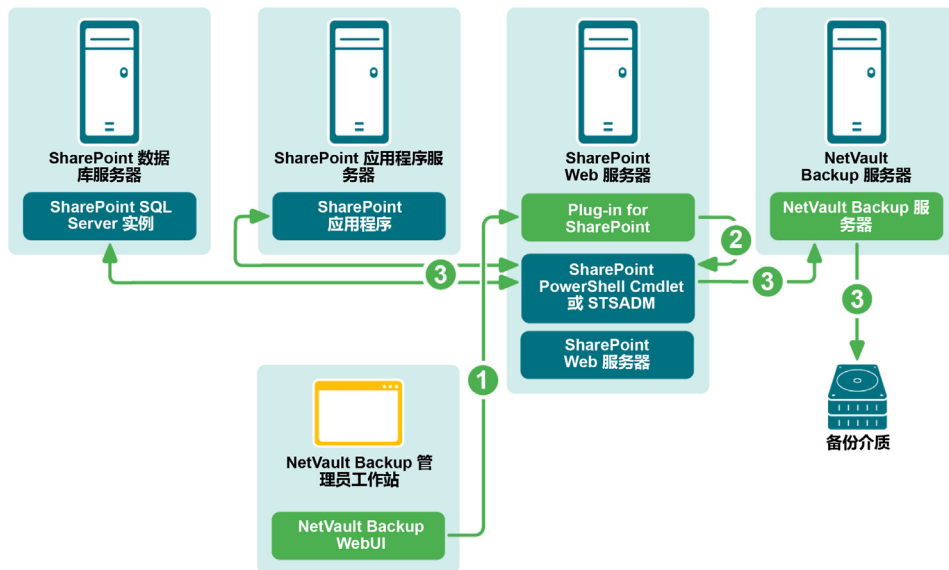 SharePoint 数据
库服务器
SharePoint SQL
Server 实例
SharePoint 应用程序服
务器
SharePoint
应用程序
SharePoint
Web 服务器
Plug-in for
SharePoint
SharePoint
PowerShell Cmdlet
或 STSADM
SharePoint
Web 服务器
NetVault
Backup 服务器
NetVault Backup 服
务器
2
3
3
3
1
备份介质
NetVault Backup 管
理员工作站
NetVault Backup
WebUI